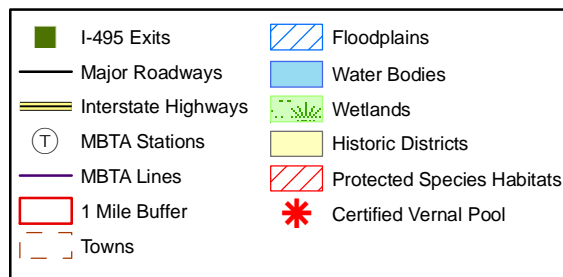 I-495 Exits
Major Roadways
Interstate Highways
T MBTA Stations
MBTA Lines
1 Mile Buffer
Towns
Floodplains
Water Bodies
Wetlands
Historic Districts
Protected Species Habitats
Certified Vernal Pool